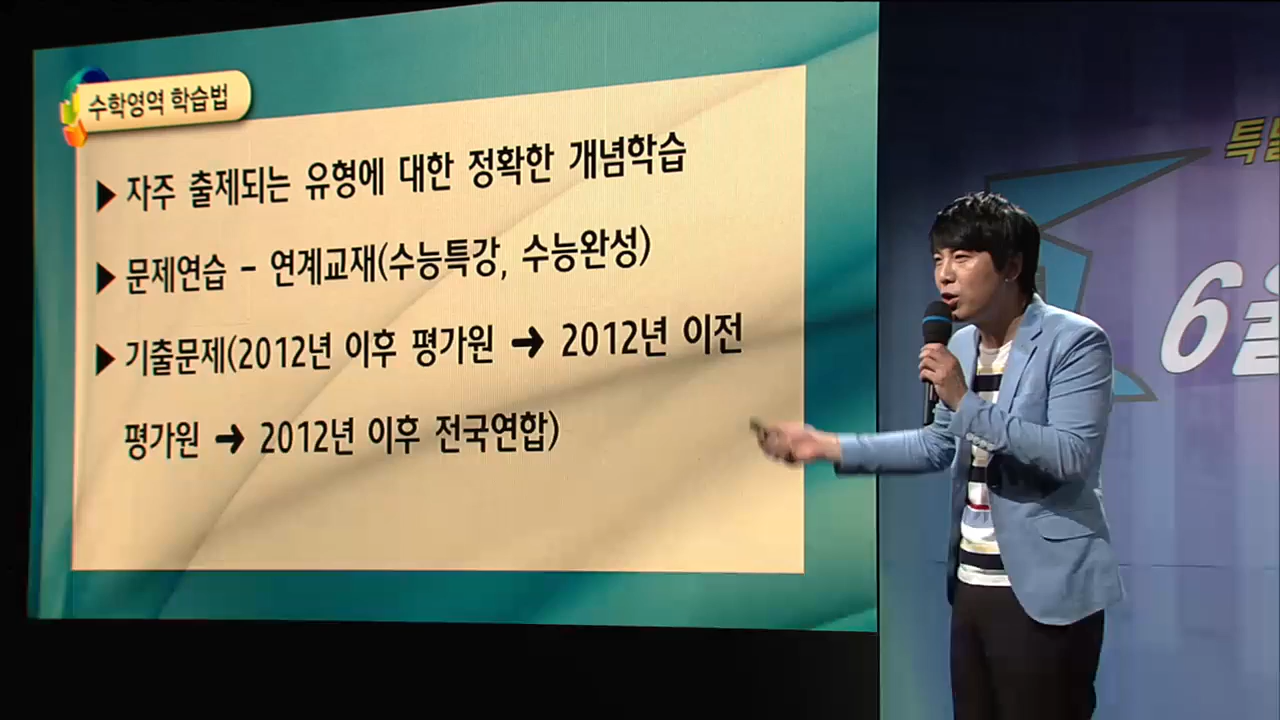 수학영역 학습법
▶ 자주 출제되는 유형에 대한 정확한 개념학습
▶ 문제연습 - 연계교재(수능특강, 수능완성)
▶ 기출문제(2012년 이후 평가원 → 2012년 이전
평가원 → 2012년 이후 전국연합)
6월